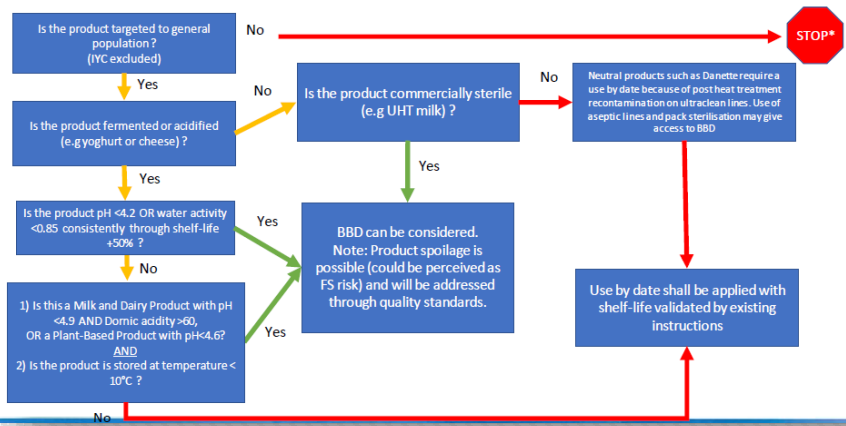 Is the product targeted to general
population ?
(IYC excluded)
No
STOP*
Yes
No
No
Is the product fermented or acidified
(e.g yoghurt or cheese) ?
Is the product commercially sterile
(e.g UHT milk) ?
Neutral products such as Danette require a
use by date because of post heat treatment
recontamination on ultraclean lines. Use of
aseptic lines and pack sterilisation may give
access to BBD
Yes
Yes
Is the product pH <4.2 OR water activity
<0.85 consistently through shelf-life
+50% ?
Yes
BBD can be considered.
Note: Product spoilage is
possible (could be perceived as
FS risk) and will be addressed
through quality standards.
No
1) Is this a Milk and Dairy Product with pH
<4.9 AND Dornic acidity >60,
OR a Plant-Based Product with pH<4.6?
AND
2) Is the product is stored at temperature <
10°C ?
Yes
Use by date shall be applied with
shelf-life validated by existing
instructions
No